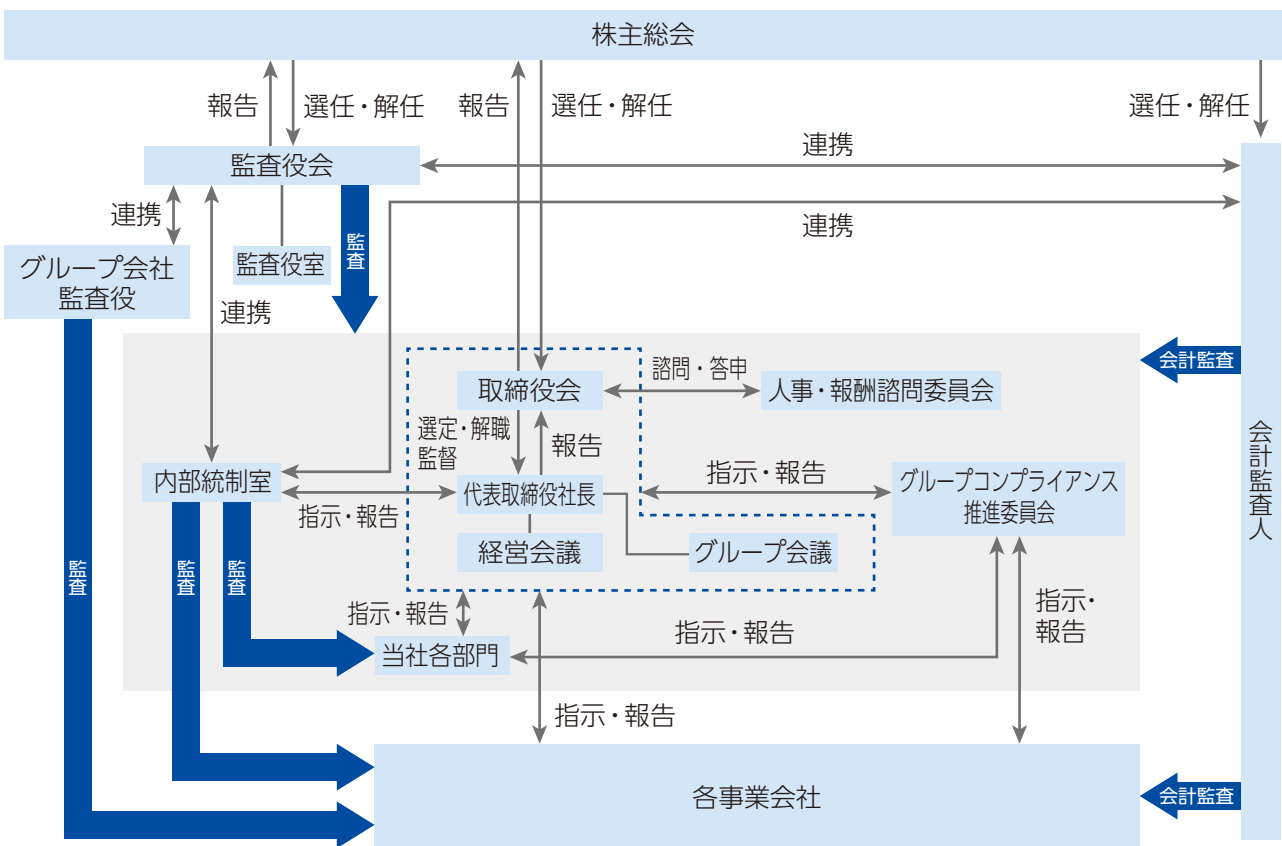 株主総会
報告
選任・解任
報告
選任・解任
選任・解任
監査役会
連携
連携
連携
グループ会社
監査役
監査役室
監査
連携
会計監査
取締役会
諮問・答申
人事・報酬諮問委員会
選定・解職
監督
報告
内部統制室
指示・報告
代表取締役社長
指示・報告
グループコンプライアンス
推進委員会
会計監査人
経営会議
グループ会議
監査
監査
監査
指示・報告
当社各部門
指示・報告
指示・
報告
指示・報告
各事業会社
会計監査